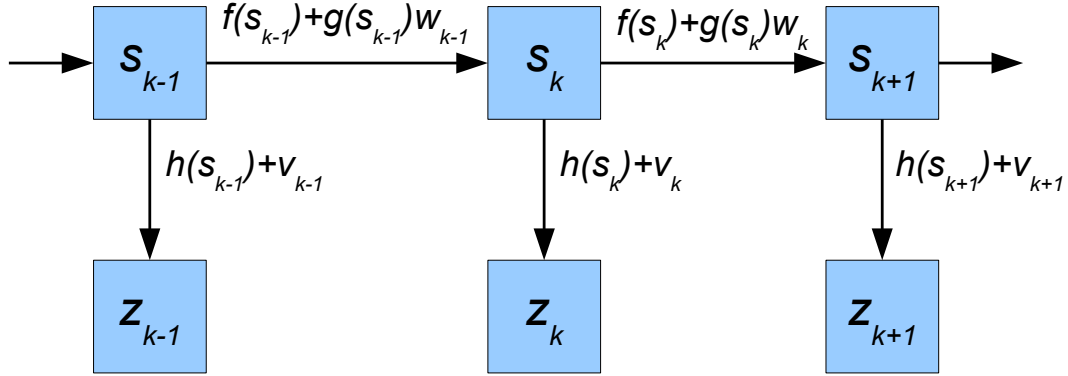 f(s_{k-1})+g(s_{k-1})w_{k-1}
f(s_k)+g(s_k)w_k
s_{k-1}
s_k
s_{k+1}
h(s_{k-1})+v_{k-1}
h(s_k)+v_k
h(s_{k+1})+v_{k+1}
z_{k-1}
z_k
z_{k+1}